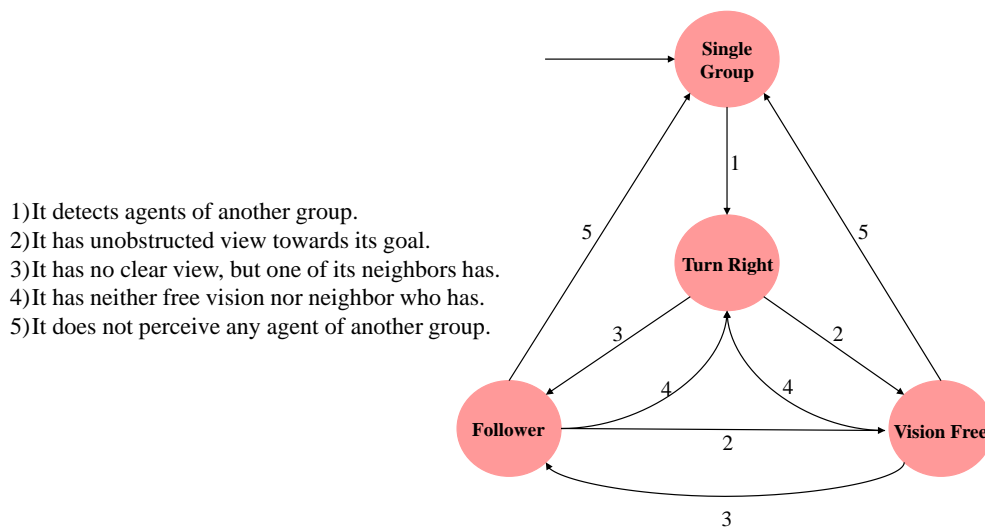 Single
Group
1
1)It detects agents of another group.
2)It has unobstructed view towards its goal.
3)It has no clear view, but one of its neighbors has.
4)It has neither free vision nor neighbor who has.
5)It does not perceive any agent of another group.
5
5
Turn Right
3
2
4
4
Follower
Vision Free
2
3